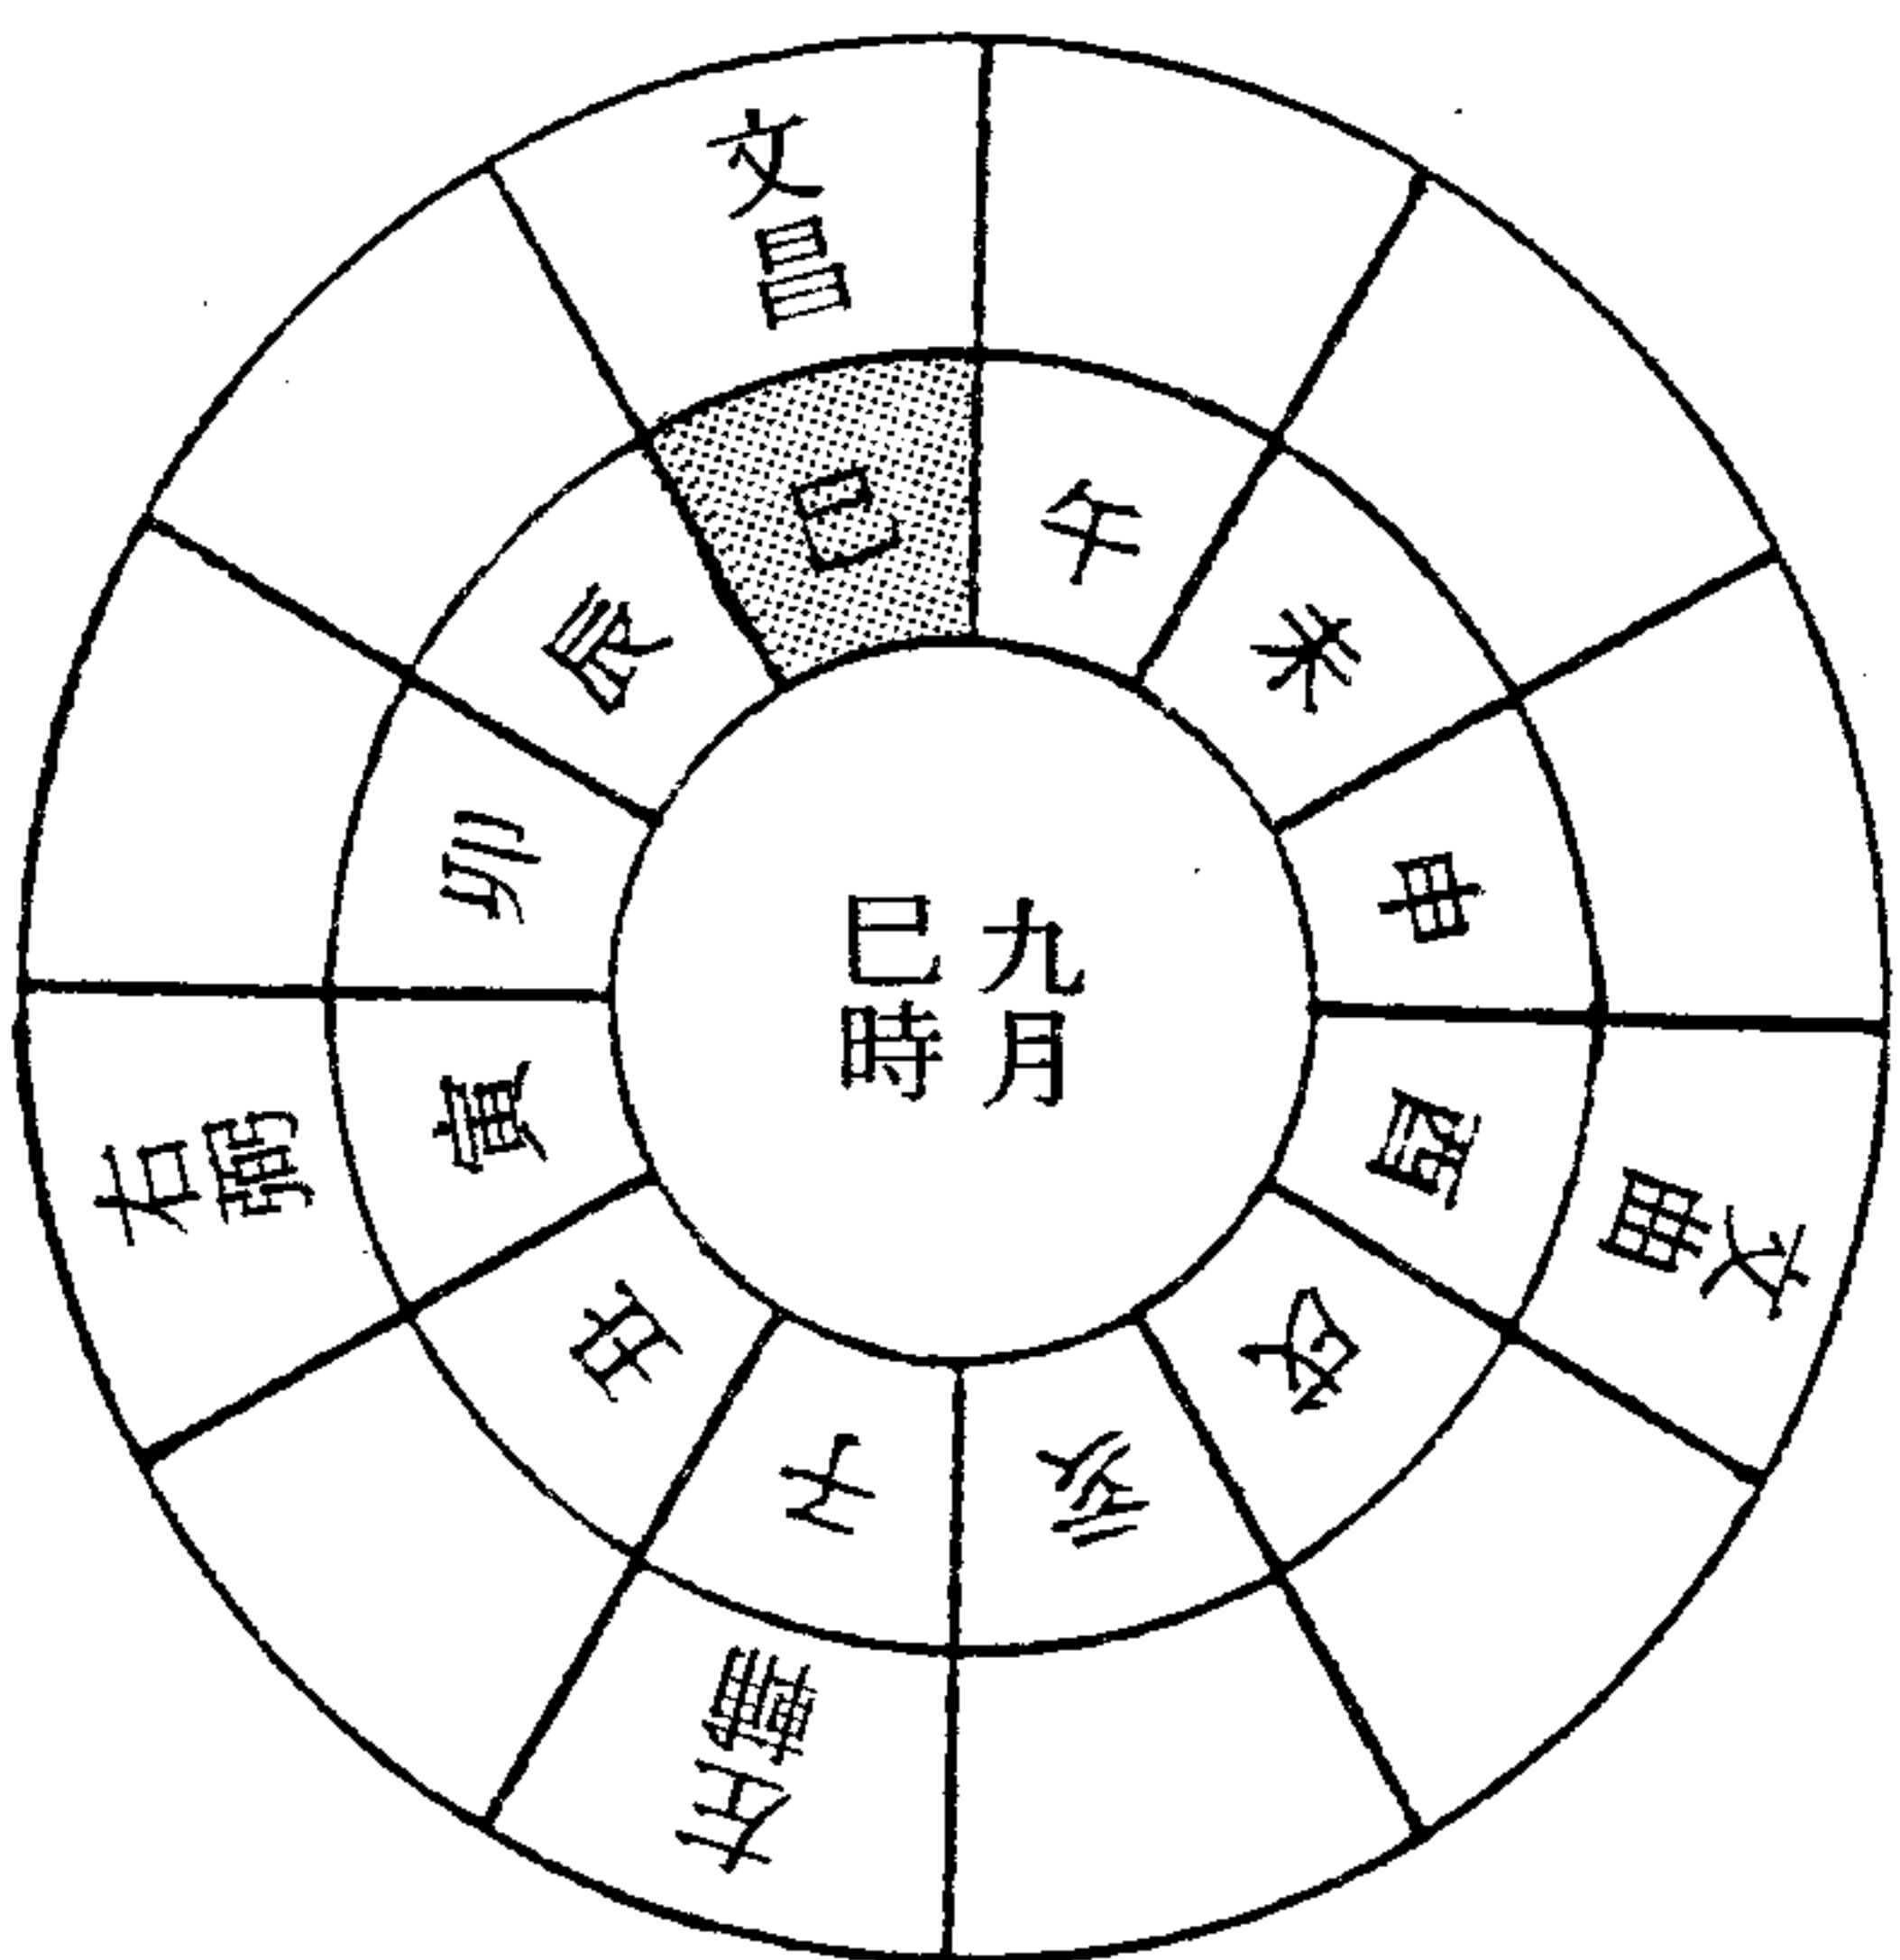 九月
巳時
巳
午
未
申
酉
戌
亥
子
丑
寅
卯
辰
文昌
文曲
左輔
右弼